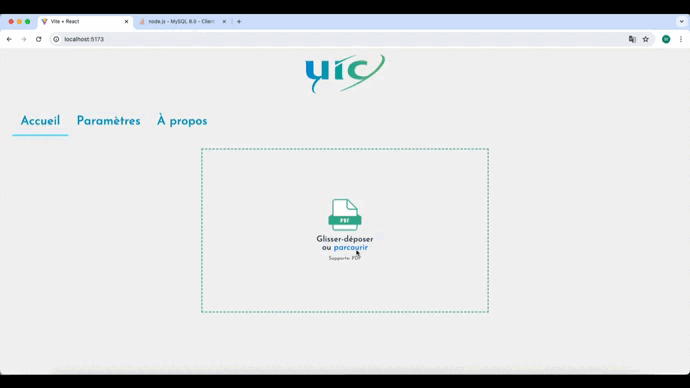 Vite + React
node.js - MySQL 8.0 - Client
localhost:5173
uic
Accueil
Paramètres
À propos
PDF
Glisser-déposer
ou parcourir
Supporte: PDF